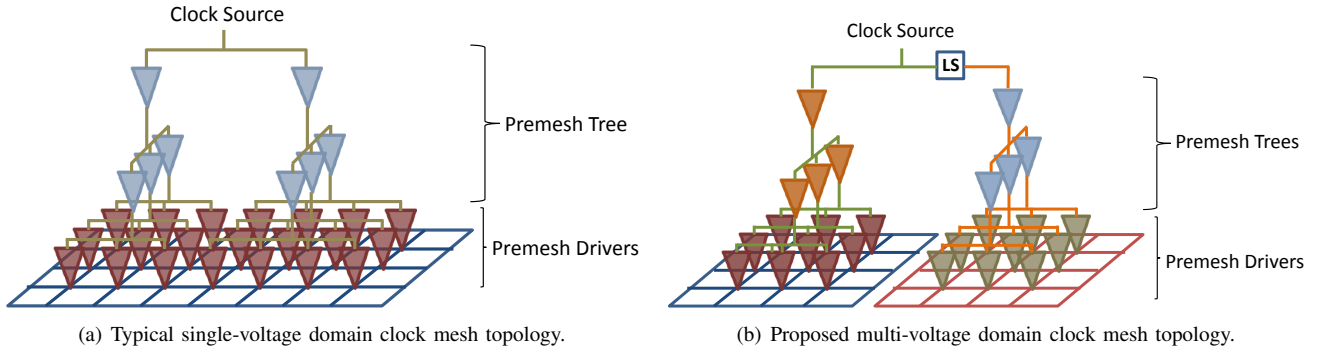 Clock Source
Premesh Tree
Premesh Drivers
(a) Typical single-voltage domain clock mesh topology.
Clock Source
LS
Premesh Trees
Premesh Drivers
(b) Proposed multi-voltage domain clock mesh topology.